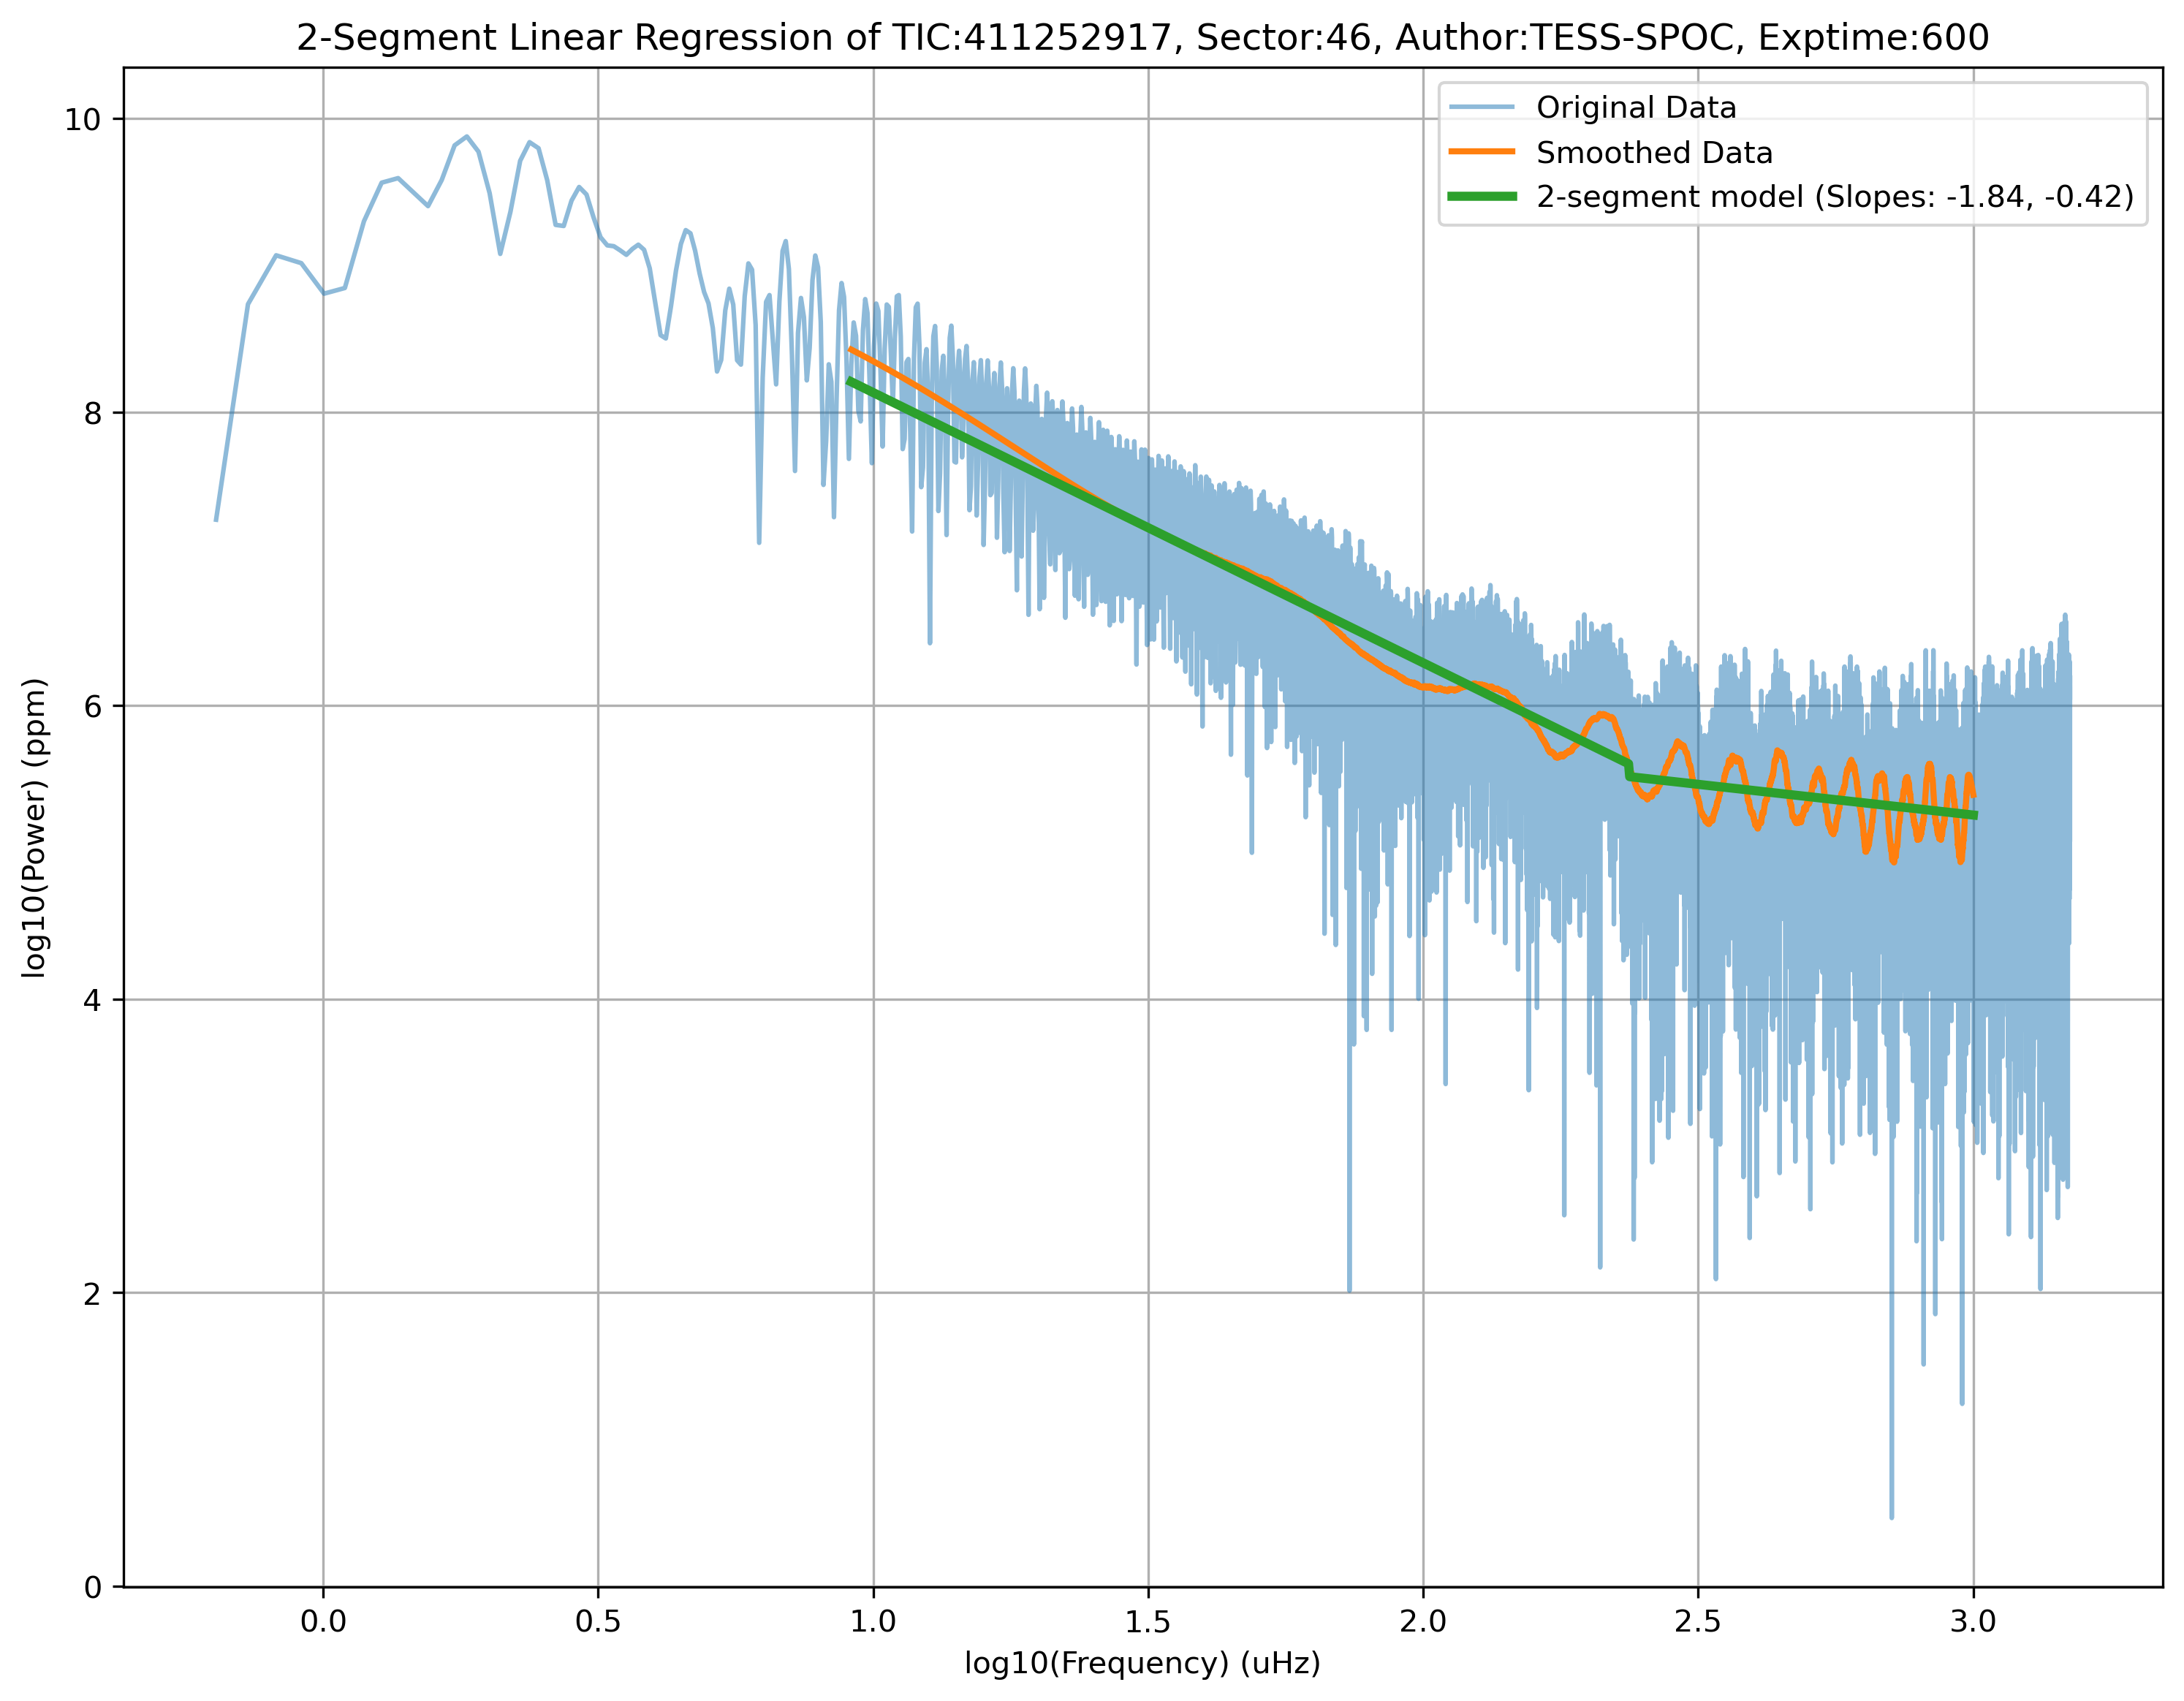 2-Segment Linear Regression of TIC:411252917, Sector:46, Author:TESS-SPOC, Exptime:600
Original Data
Smoothed Data
2-segment model (Slopes: -1.84, -0.42)
10
8
6
4
2
0
log10(Power) (ppm)
0.0 0.5 1.0 1.5 2.0 2.5 3.0
log10(Frequency) (uHz)